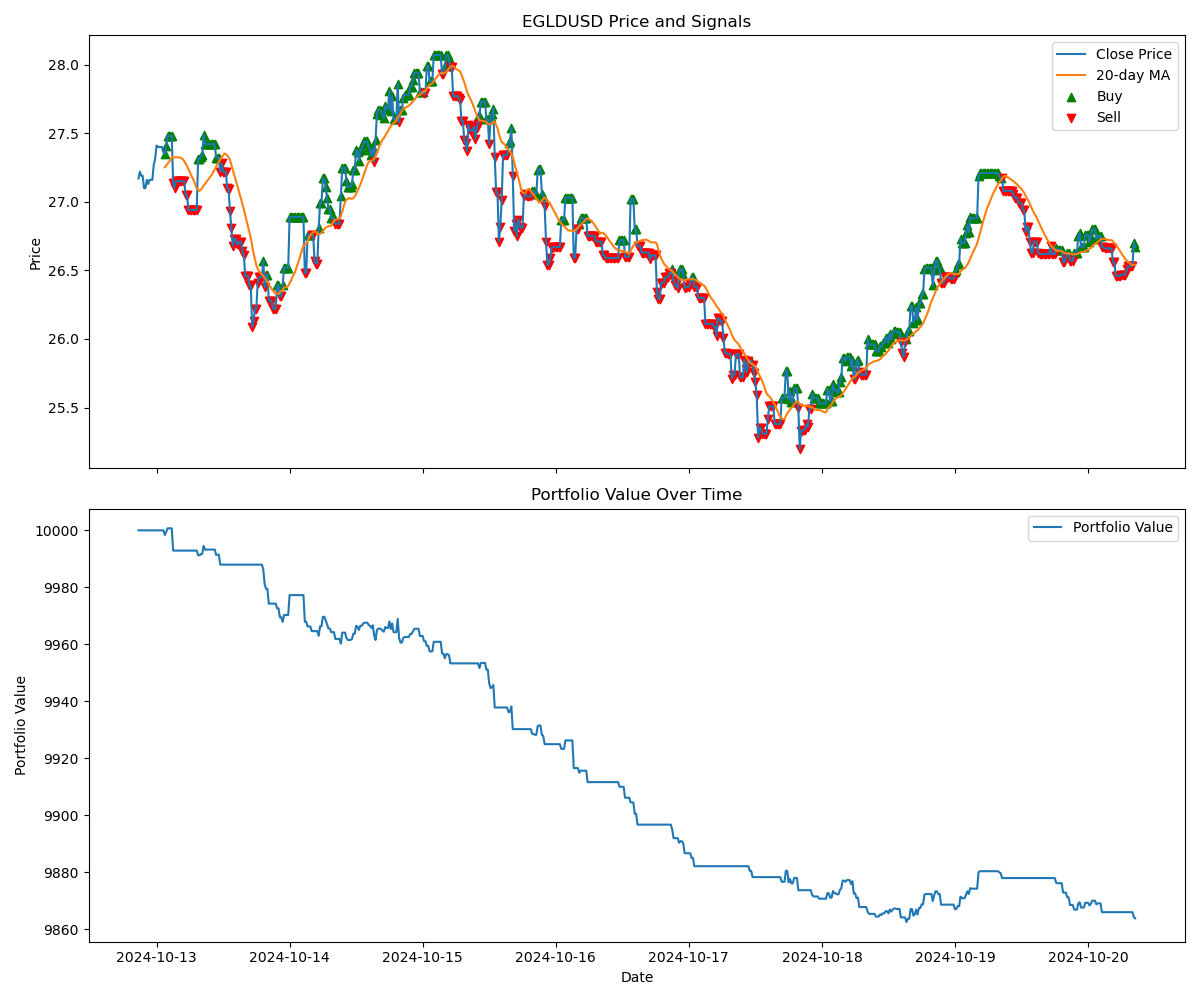 EGLDUSD Price and Signals
Price
28.0
27.5
27.0
26.5
26.0
25.5
Close Price
20-day MA
Buy
Sell
Portfolio Value Over Time
Portfolio Value
10000
9980
9960
9940
9920
9900
9880
9860
Portfolio Value
2024-10-13 2024-10-14 2024-10-15 2024-10-16 2024-10-17 2024-10-18 2024-10-19 2024-10-20
Date